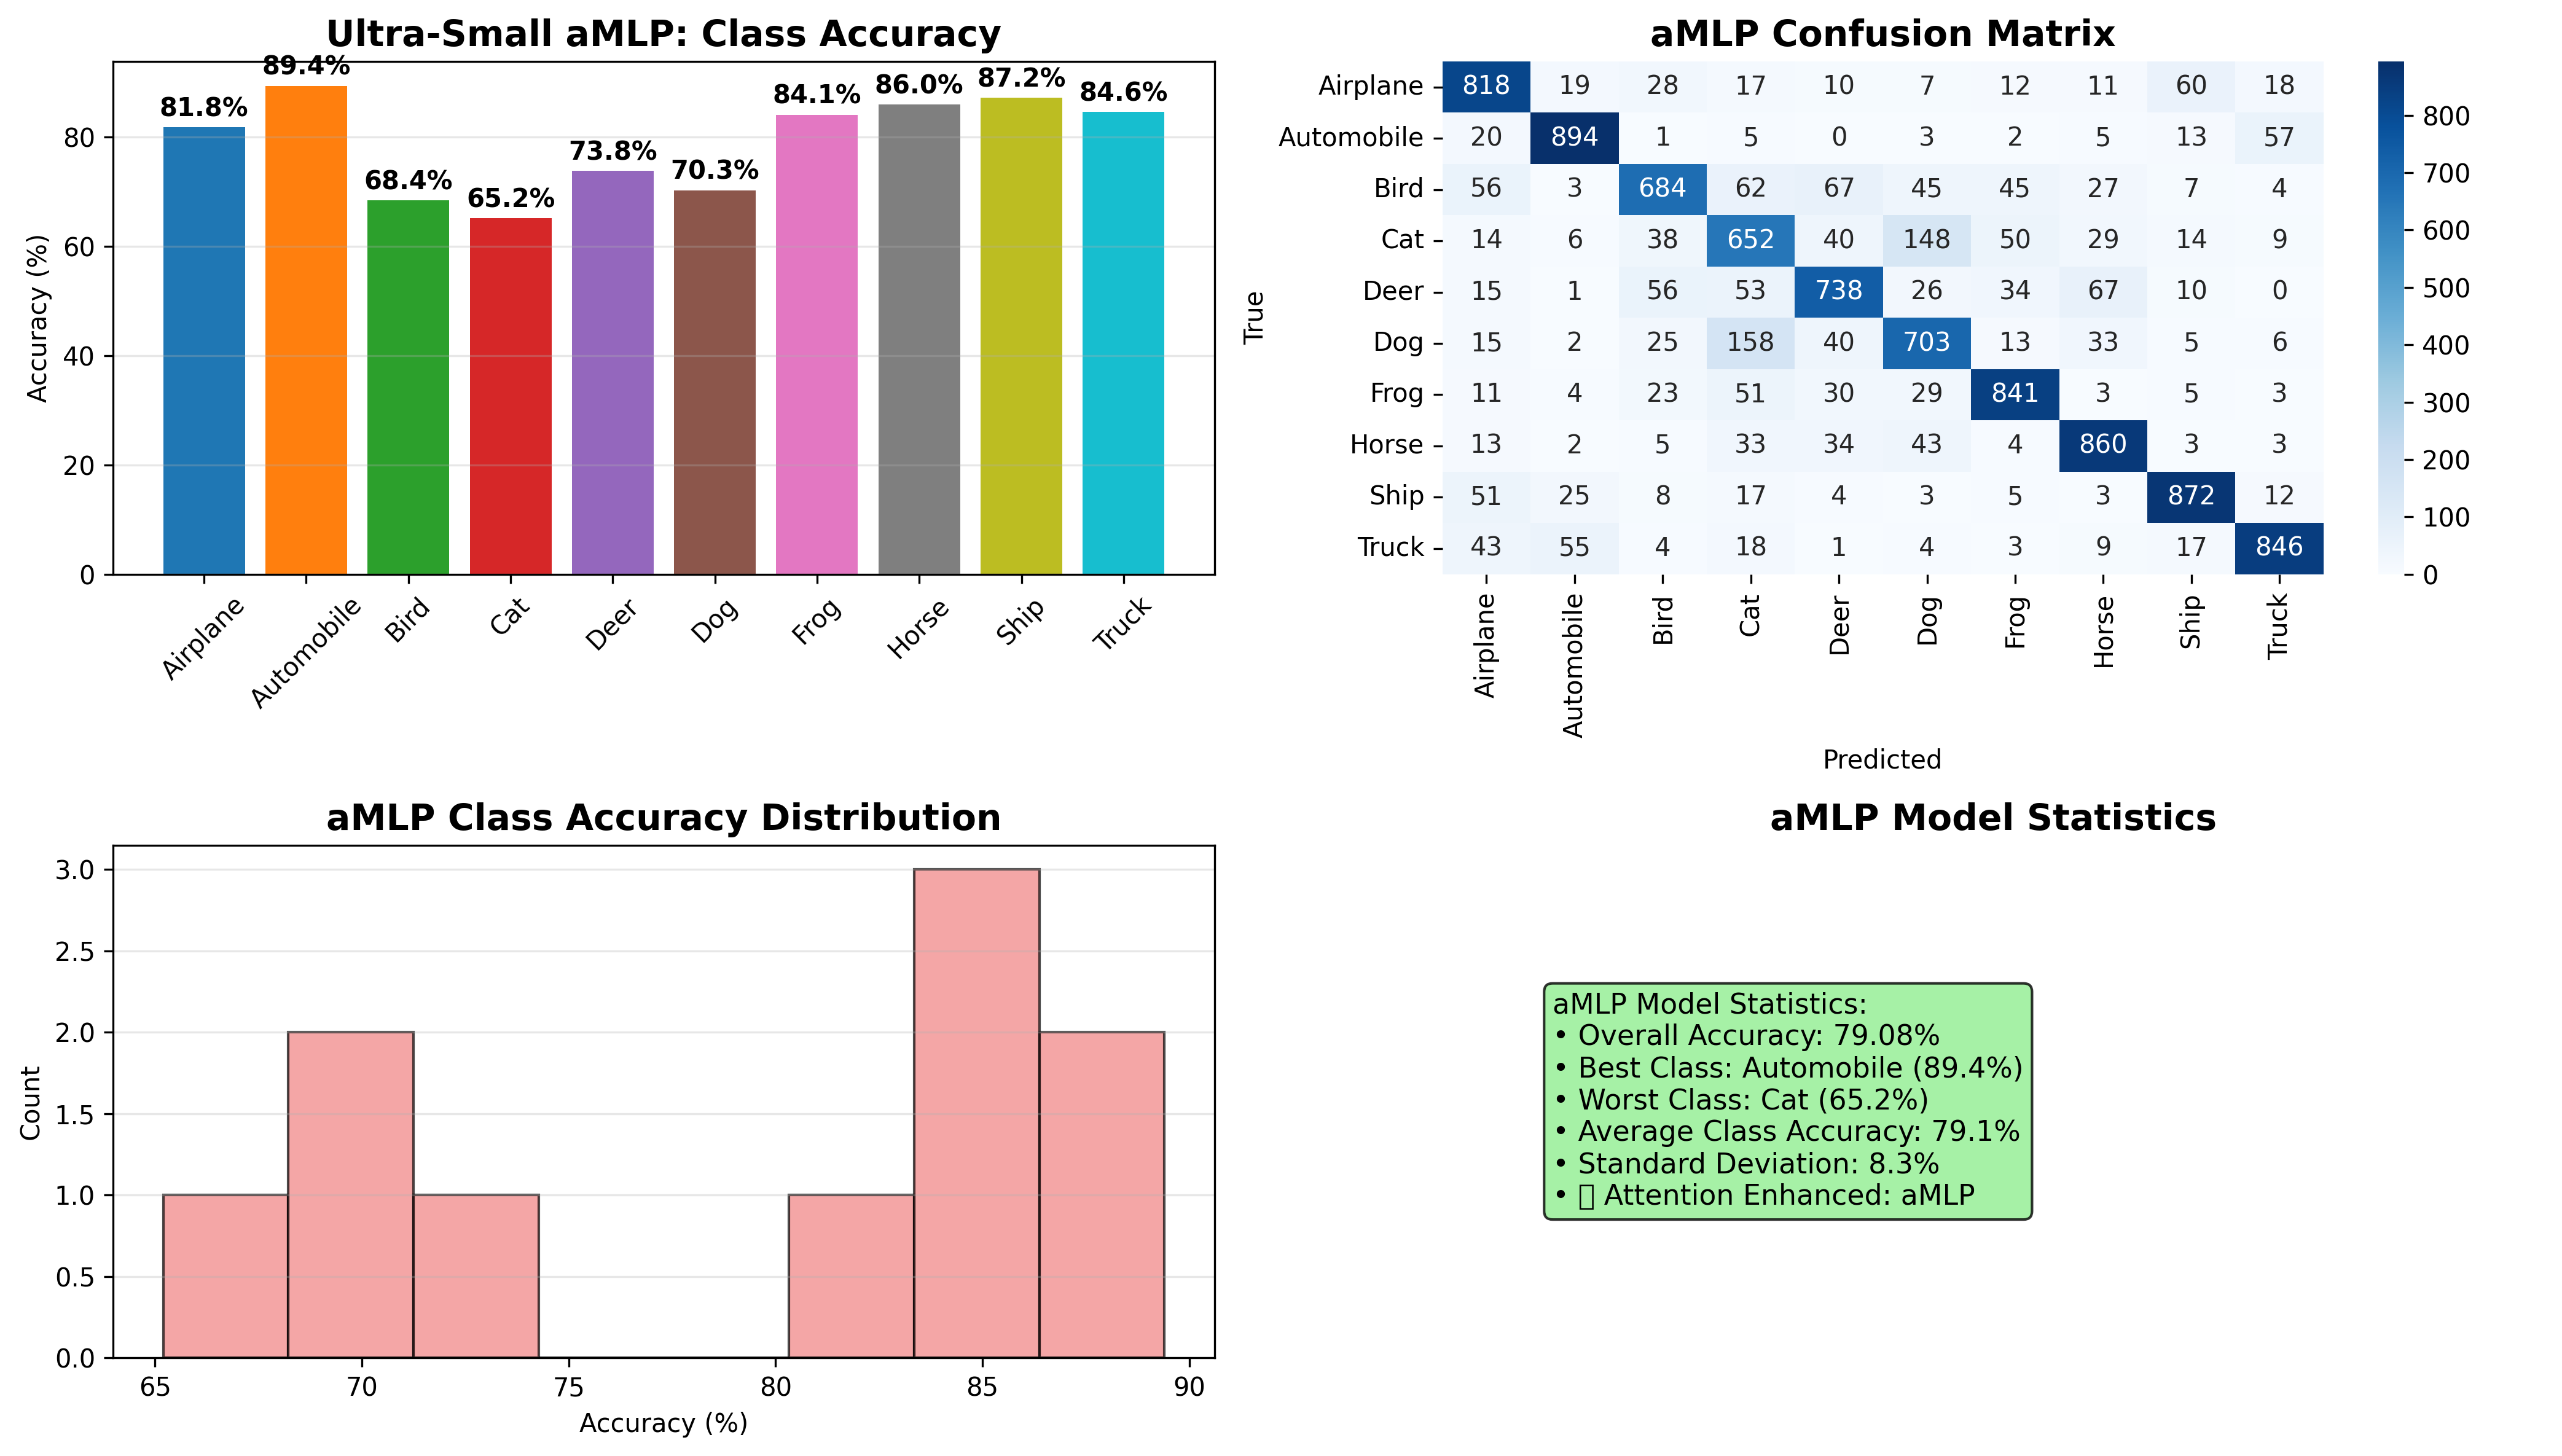 Ultra-Small aMLP: Class Accuracy
Accuracy (%)
80
60
40
20
0
81.8%
89.4%
68.4%
65.2%
73.8%
70.3%
84.1%
86.0%
87.2%
84.6%
Airplane
Automobile
Bird
Cat
Deer
Dog
Frog
Horse
Ship
Truck
aMLP Confusion Matrix
True
Airplane 818 19 28 17 10 7 12 11 60 18
Automobile 20 894 1 5 0 3 2 5 13 57
Bird 56 3 684 62 67 45 45 27 7 4
Cat 14 6 38 652 40 148 50 29 14 9
Deer 15 1 56 53 738 26 34 67 10 0
Dog 15 2 25 158 40 703 13 33 5 6
Frog 11 4 23 51 30 29 841 3 5 3
Horse 13 2 5 33 34 43 4 860 3 3
Ship 51 25 8 17 4 3 5 3 872 12
Truck 43 55 4 18 1 4 3 9 17 846
Airplane
Automobile
Bird
Cat
Deer
Dog
Frog
Horse
Ship
Truck
Predicted
800
700
600
500
400
300
200
100
0
aMLP Class Accuracy Distribution
Count
3.0
2.5
2.0
1.5
1.0
0.5
0.0
65 70 75 80 85 90
Accuracy (%)
aMLP Model Statistics
aMLP Model Statistics:
• Overall Accuracy: 79.08%
• Best Class: Automobile (89.4%)
• Worst Class: Cat (65.2%)
• Average Class Accuracy: 79.1%
• Standard Deviation: 8.3%
• Attention Enhanced: aMLP